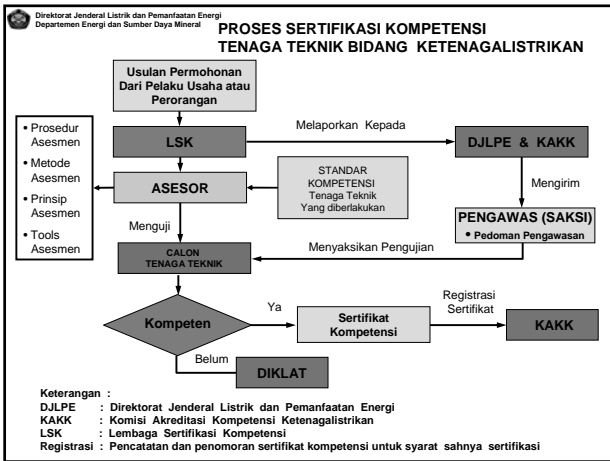 Direktorat Jenderal Listrik dan Pemanfaatan Energi
Departemen Energi dan Sumber Daya Mineral
PROSES SERTIFIKASI KOMPETENSI
TENAGA TEKNIK BIDANG KETENAGALISTRIKAN
Usulan Permohonan
Dari Pelaku Usaha atau
Perorangan
• Prosedur
Asesmen
• Metode
Asesmen
• Prinsip
Asesmen
• Tools
Asesmen
LSK
Melaporkan Kepada
DJLPE & KAKK
ASESOR
STANDAR
KOMPETENSI
Tenaga Teknik
Yang diberlakukan
Mengirim
Menguji
PENGAWAS (SAKSI)
• Pedoman Pengawasan
CALON
TENAGA TEKNIK
Menyaksikan Pengujian
Kompeten
Ya
Sertifikat
Kompetensi
Registrasi
Sertifikat
KAKK
Belum
DIKLAT
Keterangan :
DJLPE : Direktorat Jenderal Listrik dan Pemanfaatan Energi
KAKK : Komisi Akreditasi Kompetensi Ketenagalistrikan
LSK : Lembaga Sertifikasi Kompetensi
Registrasi : Pencatatan dan penomoran sertifikat kompetensi untuk syarat sahnya sertifikasi